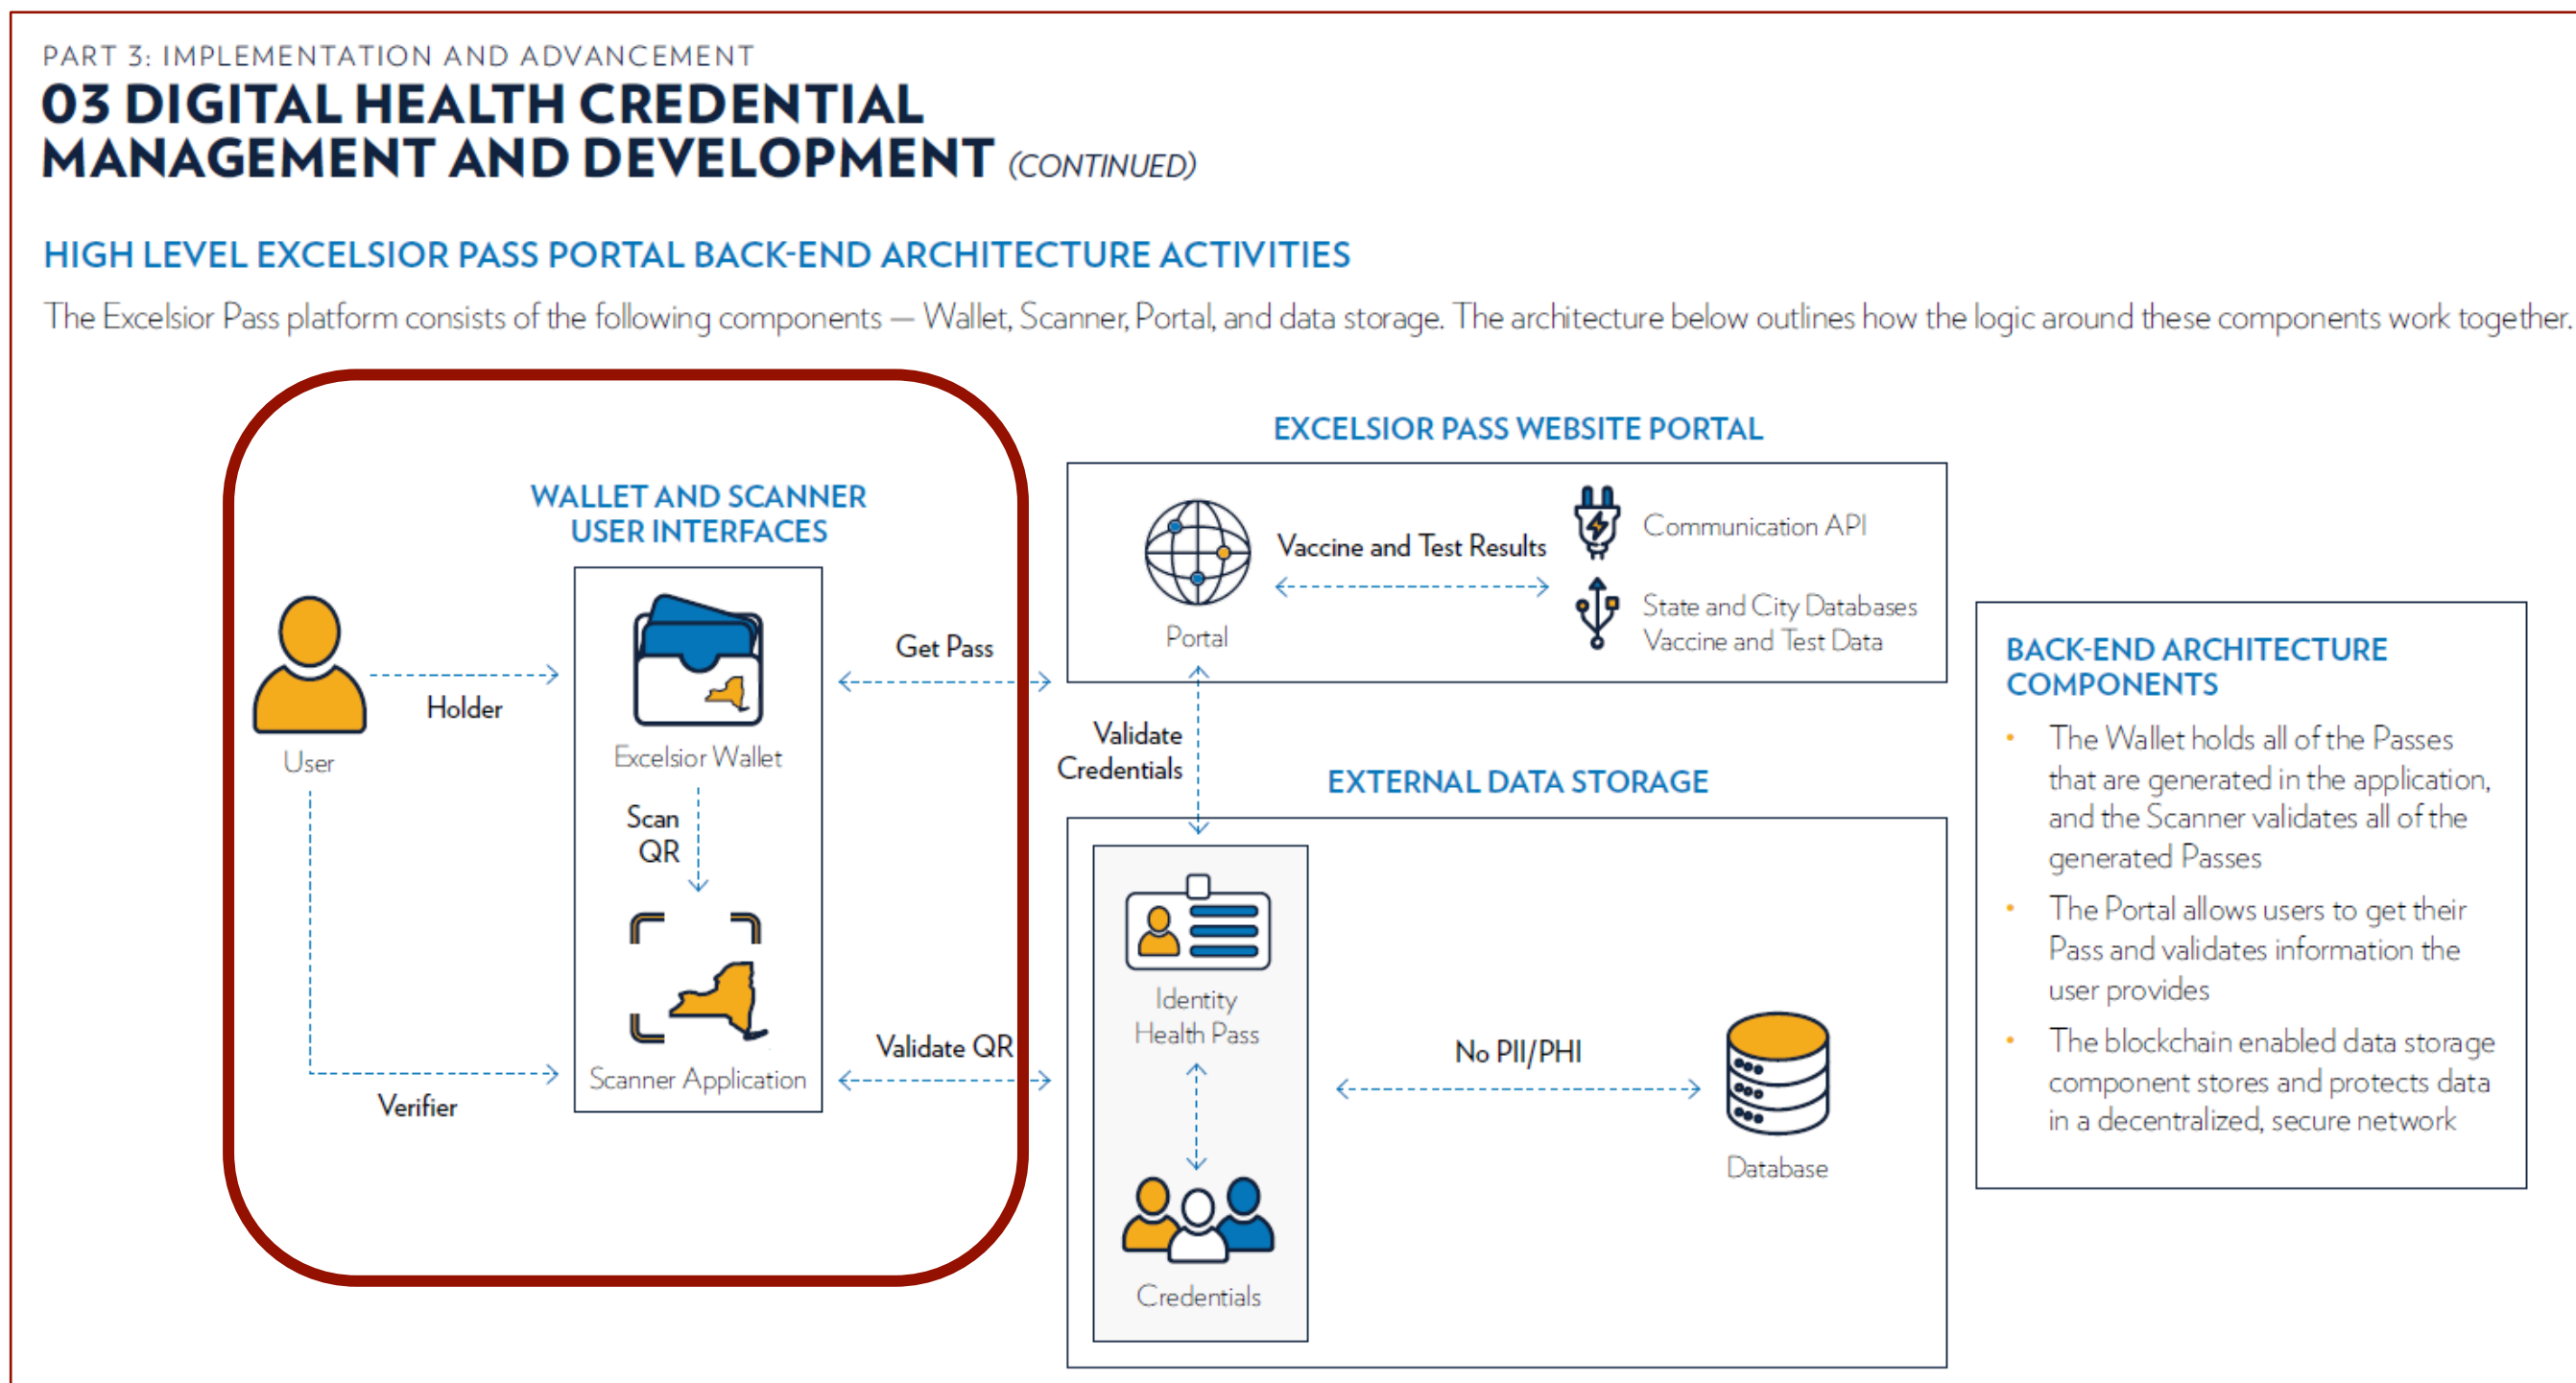 PART 3: IMPLEMENTATION AND ADVANCEMENT
03 DIGITAL HEALTH CREDENTIAL
MANAGEMENT AND DEVELOPMENT (CONTINUED)
HIGH LEVEL EXCELSIOR PASS PORTAL BACK-END ARCHITECTURE ACTIVITIES
The Excelsior Pass platform consists of the following components — Wallet, Scanner, Portal, and data storage. The architecture below outlines how the logic around these components work together.
WALLET AND SCANNER
USER INTERFACES
User
Holder
Verifier
Excelsior Wallet
Scan
QR
Scanner Application
Get Pass
Validate QR
EXCELSIOR PASS WEBSITE PORTAL
Portal
Vaccine and Test Results
Communication API
State and City Databases
Vaccine and Test Data
Validate
Credentials
EXTERNAL DATA STORAGE
Identity
Health Pass
Credentials
No PII/PHI
Database
BACK-END ARCHITECTURE
COMPONENTS
• The Wallet holds all of the Passes
that are generated in the application,
and the Scanner validates all of the
generated Passes
• The Portal allows users to get their
Pass and validates information the
user provides
• The blockchain enabled data storage
component stores and protects data
in a decentralized, secure network